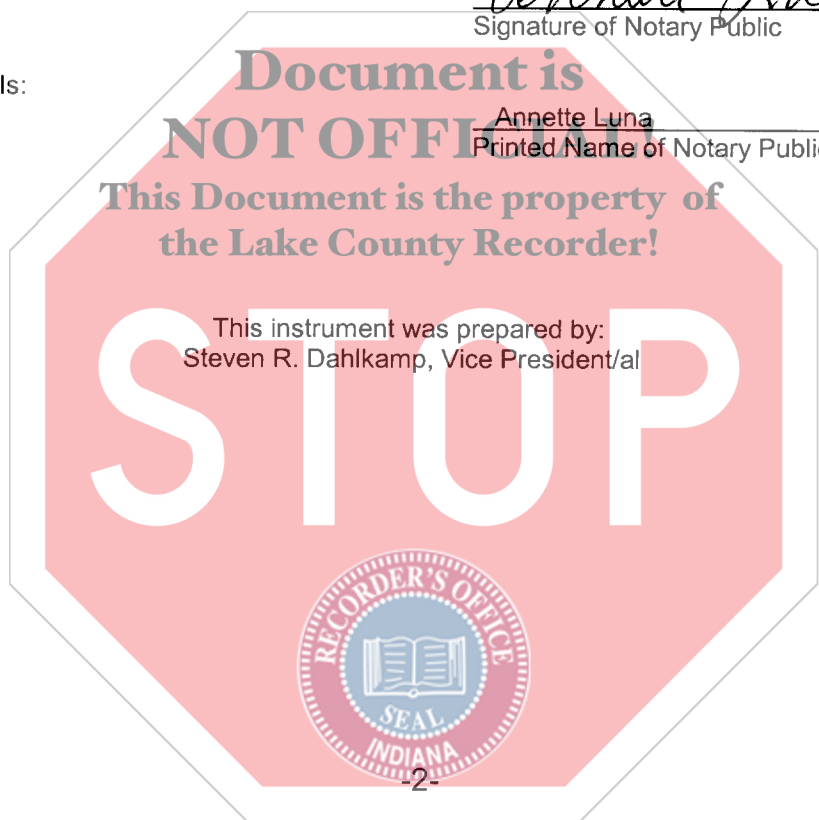 Signature of Notary Public
Document is
ls:
NOT OFFICIAL!
Annette Luna
Printed Name of Notary Public
This Document is the property of
the Lake County Recorder!
This instrument was prepared by:
Steven R. Dahlkamp, Vice President/al
STOP
RECORDER'S OFFICE
SEAL
INDIANA
-2-